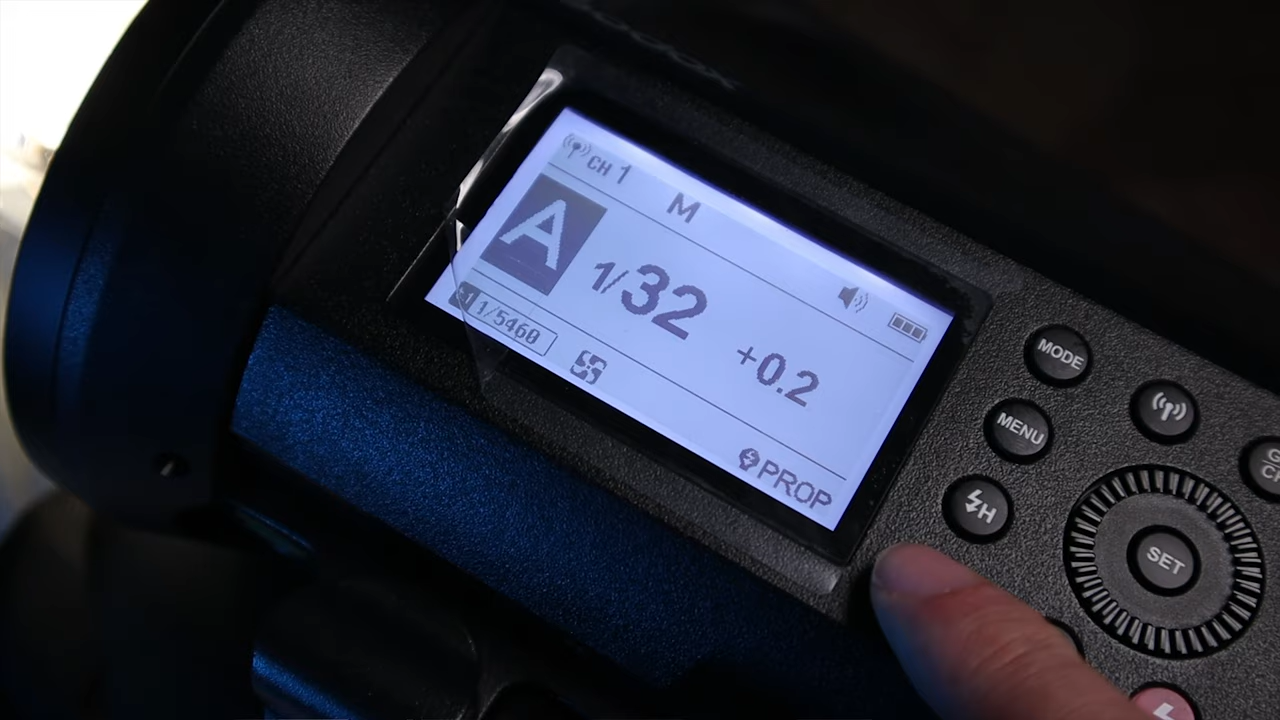 CH 1
M
A
1/32
+0.2
1/5460
PROP
MODE
MENU
H
SET